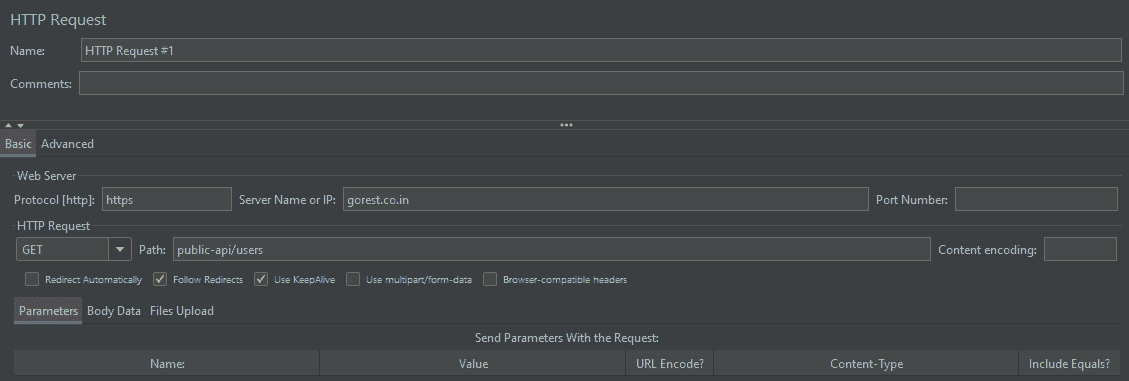 HTTP Request
Name: HTTP Request #1
Comments:
Basic Advanced
Web Server
Protocol [http]: https Server Name or IP: gorest.co.in Port Number:
HTTP Request
GET Path: public-api/users Content encoding:
Redirect Automatically Follow Redirects Use KeepAlive Use multipart/form-data Browser-compatible headers
Parameters Body Data Files Upload
Send Parameters With the Request:
Name: Value URL Encode? Content-Type Include Equals?